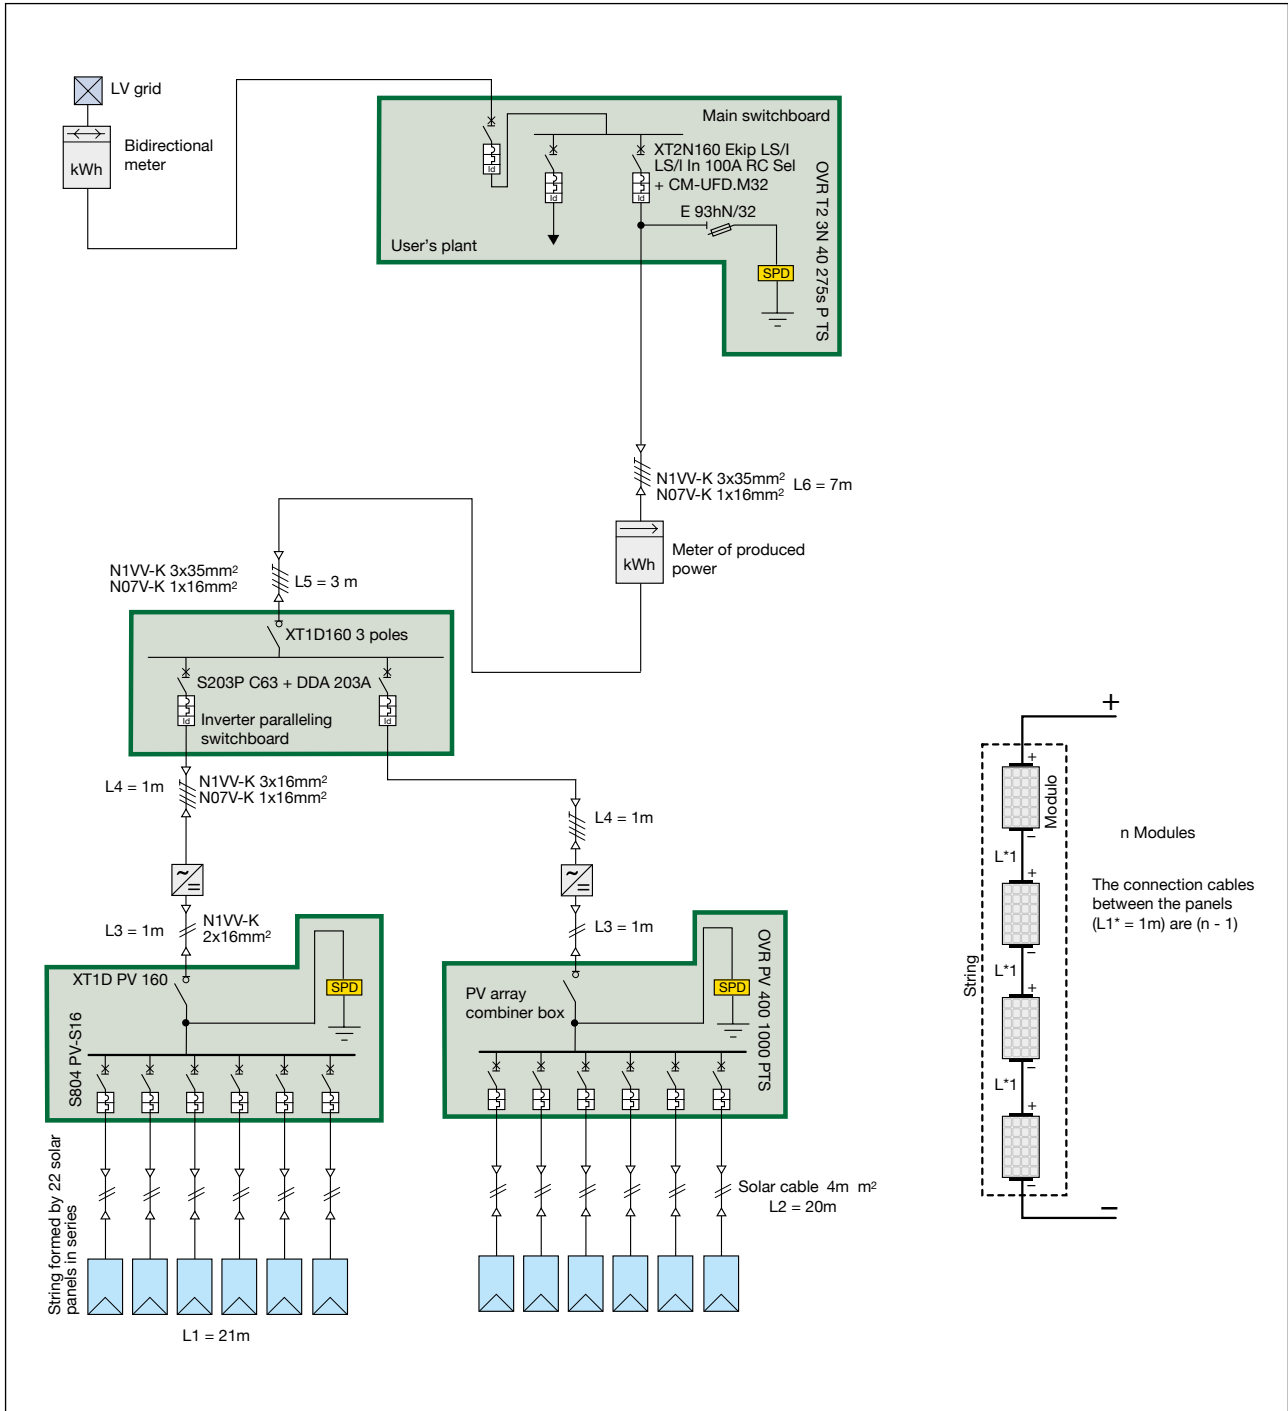 LV grid
Bidirectional
meter
kWh
Main switchboard
XT2N160 Ekip LS/I
LS/I In 100A RC Sel
+ CM-UFD.M32
Id
Id
Id
E 93hN/32
User's plant
SPD
OVR T2 3N 40 275s P TS
N1VV-K 3x35mm²
N07V-K 1x16mm²
L6 = 7m
kWh
Meter of produced
power
N1VV-K 3x35mm²
N07V-K 1x16mm²
L5 = 3 m
XT1D160 3 poles
S203P C63 + DDA 203A
Id
Id
Inverter paralleling
switchboard
L4 = 1m
N1VV-K 3x16mm²
N07V-K 1x16mm²
L4 = 1m
L3 = 1m
N1VV-K
2x16mm²
L3 = 1m
XT1D PV 160
SPD
S804 PV-S16
PV array
combiner box
SPD
OVR PV 400 1000 PTS
String formed by 22 solar
panels in series
L1 = 21m
Solar cable 4m m²
L2 = 20m
+
+
Modulo
−
L*1
+
−
L*1
+
−
L*1
+
−
−
String
n Modules
The connection cables
between the panels
(L1* = 1m) are (n - 1)